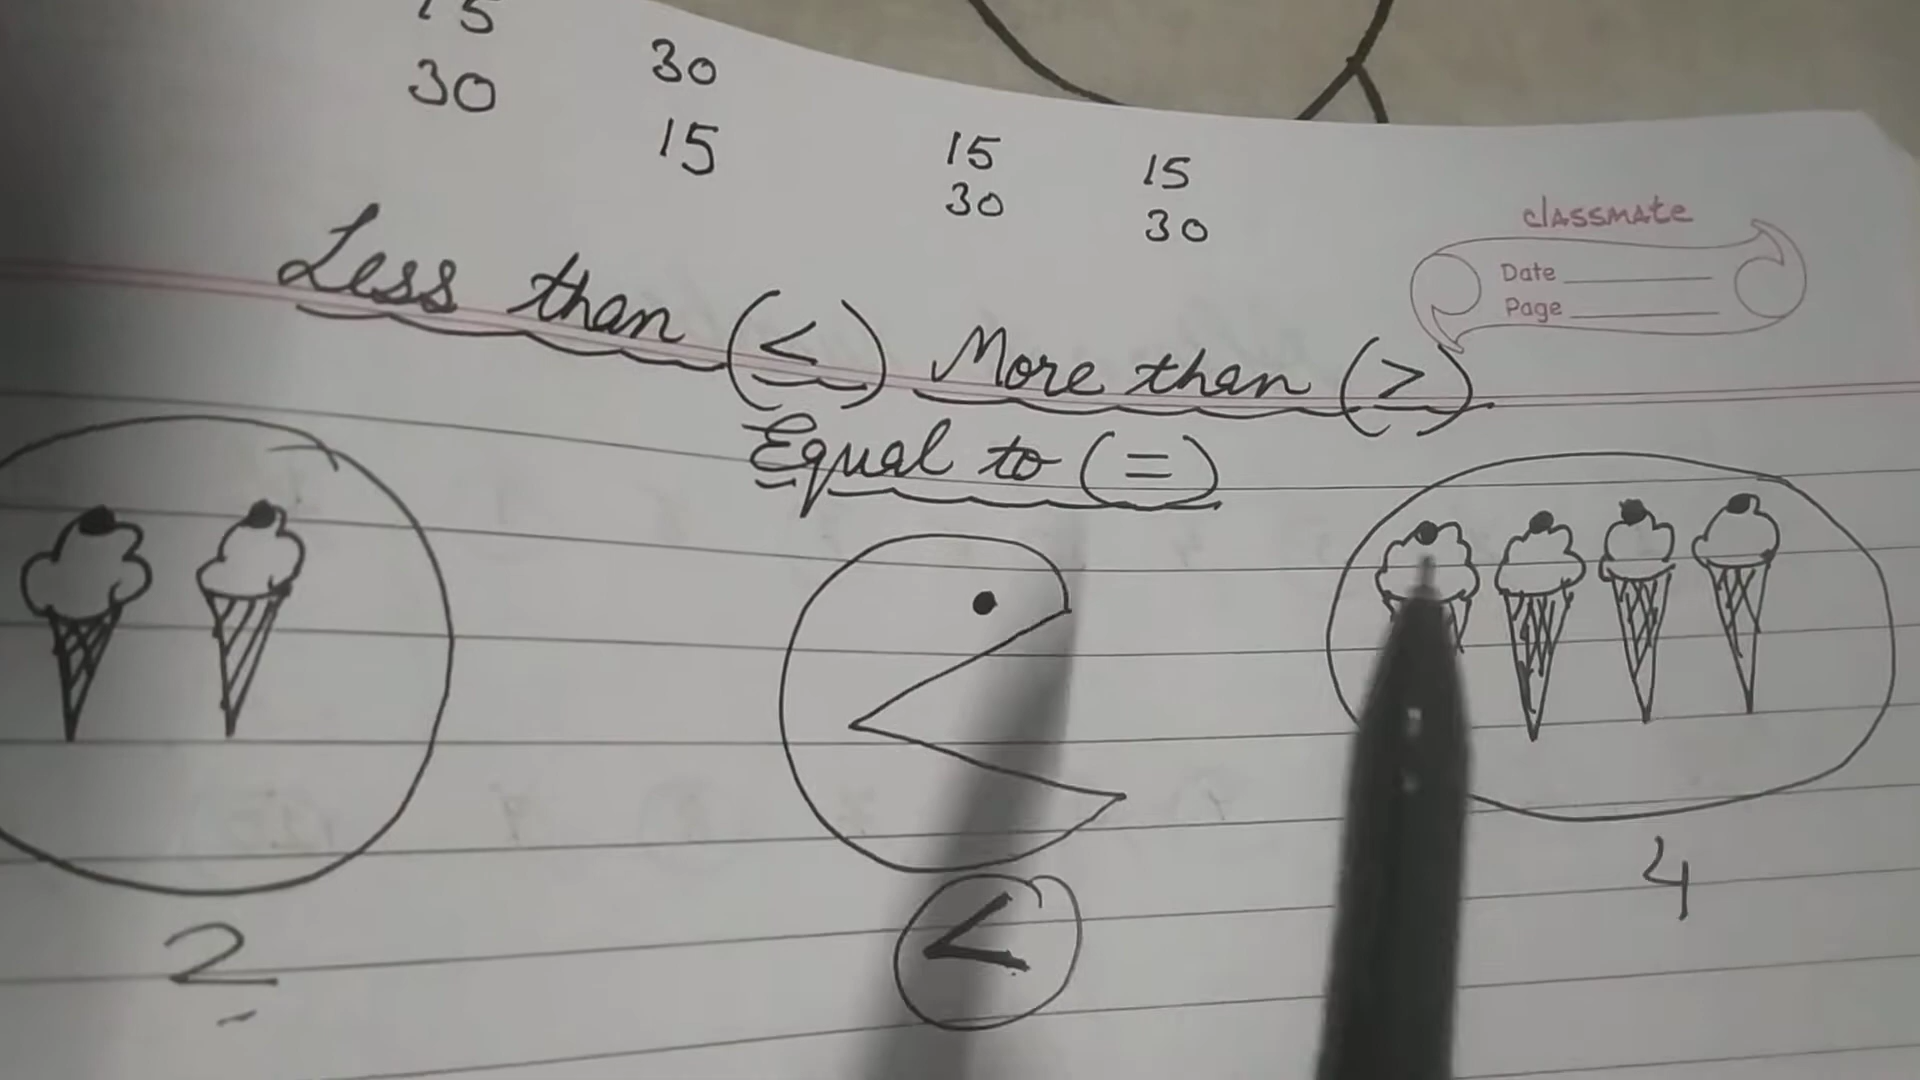 15
30
30
15
15
30
15
30
classmate
Date
Page
Less than (<) More than (>)
Equal to (=)
2
<
4